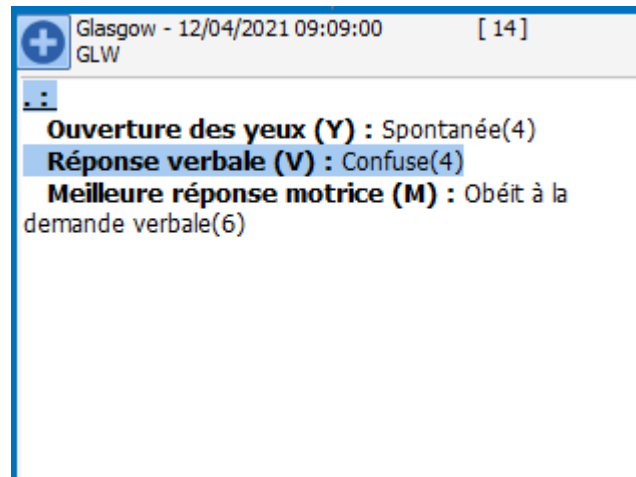 Glasgow - 12/04/2021 09:09:00 [ 14]
GLW
. :
Ouverture des yeux (Y) : Spontanée(4)
Réponse verbale (V) : Confuse(4)
Meilleure réponse motrice (M) : Obéit à la
demande verbale(6)